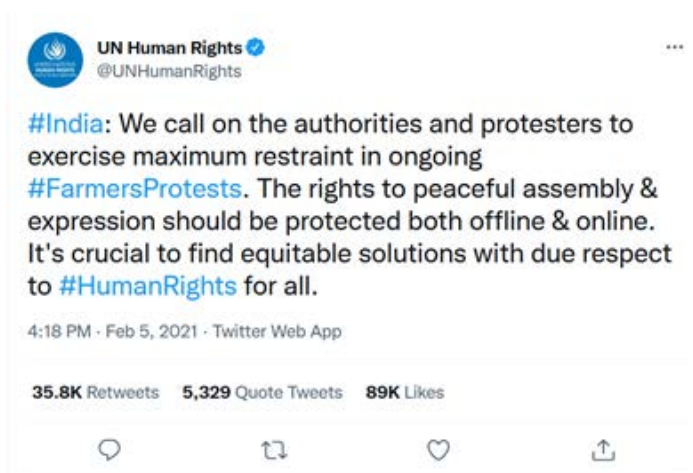 UN Human Rights
@UNHumanRights
#India: We call on the authorities and protesters to
exercise maximum restraint in ongoing
#FarmersProtests. The rights to peaceful assembly &
expression should be protected both offline & online.
It's crucial to find equitable solutions with due respect
to #HumanRights for all.
4:18 PM · Feb 5, 2021 · Twitter Web App
35.8K Retweets 5,329 Quote Tweets 89K Likes